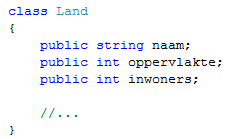 class Land
{
    public string naam;
    public int oppervlakte;
    public int inwoners;
    //...
}